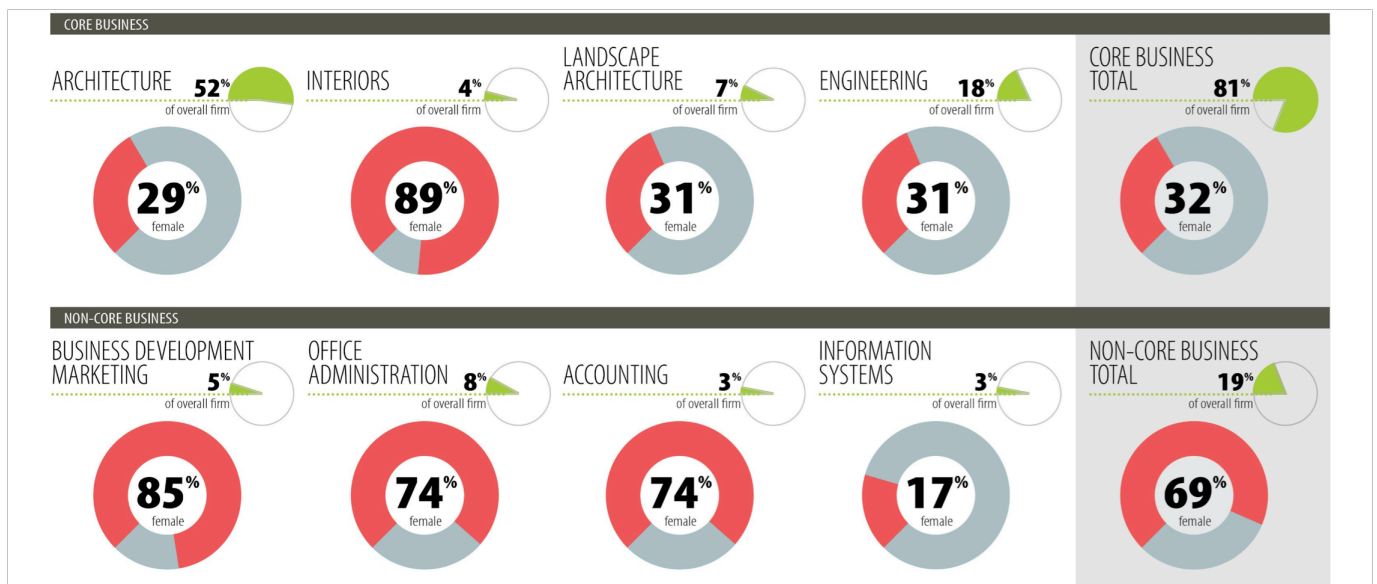 CORE BUSINESS
ARCHITECTURE 52%
of overall firm
29%
female
INTERIORS 4%
of overall firm
89%
female
LANDSCAPE
ARCHITECTURE 7%
of overall firm
31%
female
ENGINEERING 18%
of overall firm
31%
female
CORE BUSINESS
TOTAL 81%
of overall firm
32%
female
NON-CORE BUSINESS
BUSINESS DEVELOPMENT
MARKETING 5%
of overall firm
85%
female
OFFICE
ADMINISTRATION 8%
of overall firm
74%
female
ACCOUNTING 3%
of overall firm
74%
female
INFORMATION
SYSTEMS 3%
of overall firm
17%
female
NON-CORE BUSINESS
TOTAL 19%
of overall firm
69%
female